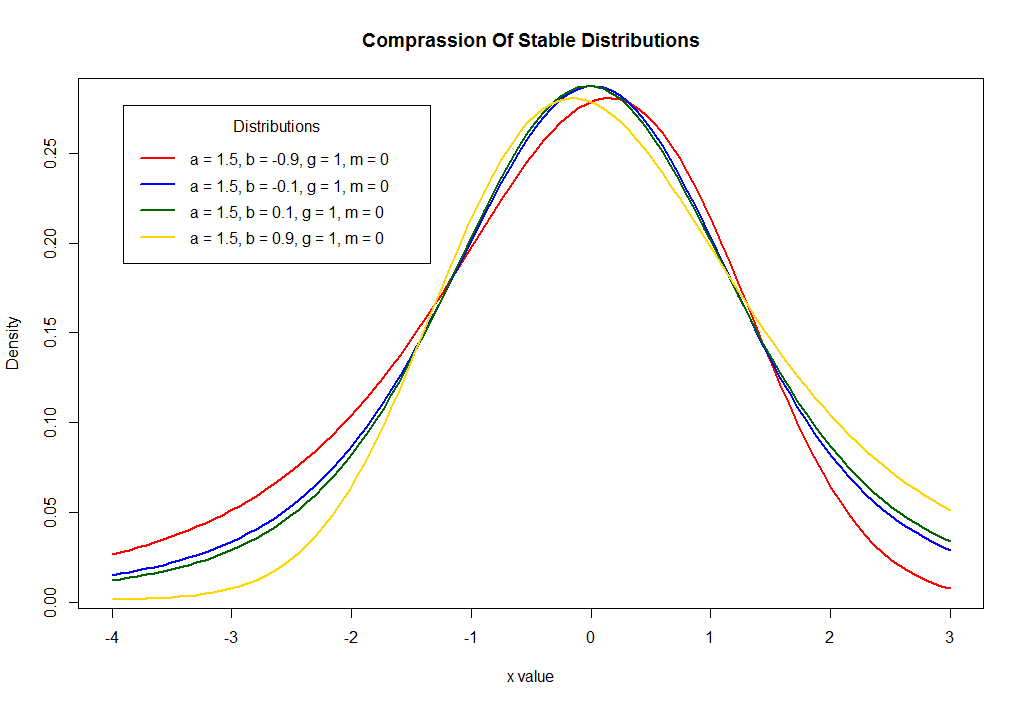 Comprassion Of Stable Distributions
Distributions
a = 1.5, b = -0.9, g = 1, m = 0
a = 1.5, b = -0.1, g = 1, m = 0
a = 1.5, b = 0.1, g = 1, m = 0
a = 1.5, b = 0.9, g = 1, m = 0
Density
0.25
0.20
0.15
0.10
0.05
0.00
-4 -3 -2 -1 0 1 2 3
x value